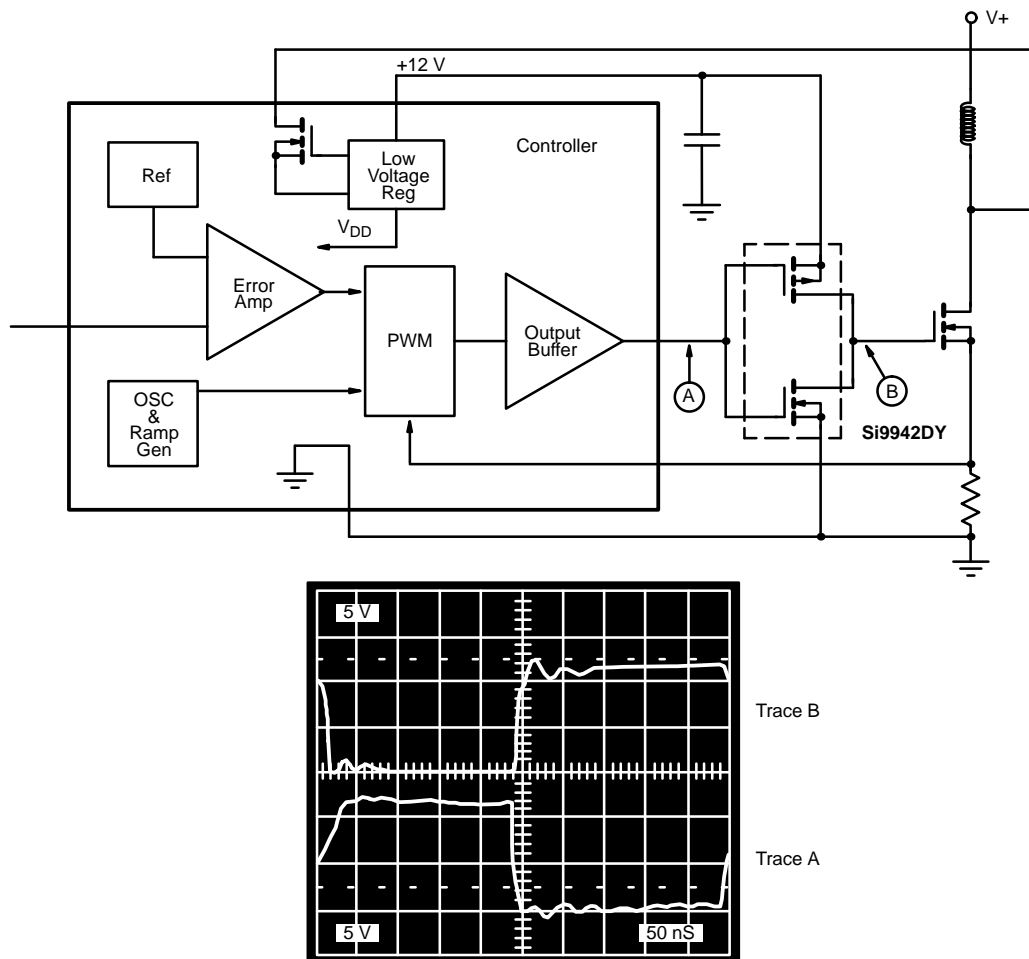 V+
+12 V
Controller
Ref
Low
Voltage
Reg
VDD
Error
Amp
PWM
Output
Buffer
A
B
Si9942DY
OSC
&
Ramp
Gen
5 V
Trace B
Trace A
5 V
50 nS